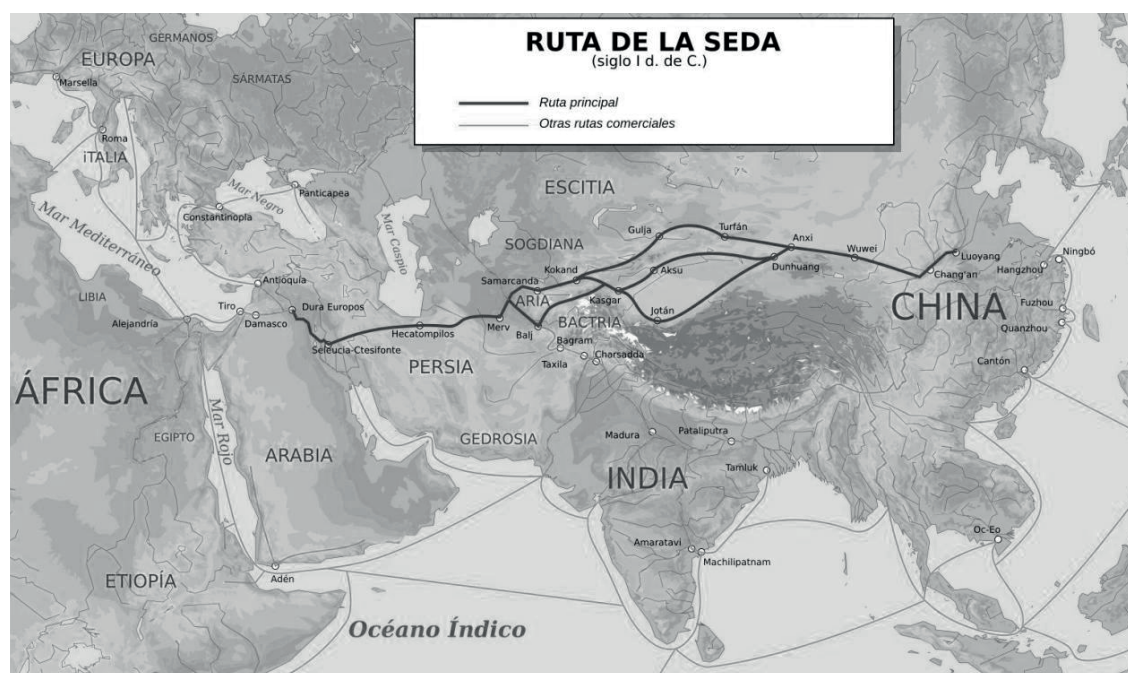 RUTA DE LA SEDA
(siglo I d. de C.)
Ruta principal
Otras rutas comerciales
GERMANOS
EUROPA
Marsella
SÁRMATAS
Roma
ITALIA
Mar Negro
Panticapea
Constantinopla
Mar Mediterráneo
Mar Caspio
ESCITIA
Gulja
Turfán
Anxi
Wuwei
Luoyang
Ningbó
Hangzhou
SOGDIANA
Kokand
Aksu
Dunhuang
Chang'an
Antioquía
Samarcanda
LIBIA
Tiro
Dura Europos
ARIA
Kasgar
CHINA
Fuzhou
Alejandría
Damasco
Hecatompilos
Merv
Balj
BACTRIA
Jotán
Quanzhou
Seleucia-Ctesifonte
Bagram
Charsadda
Taxila
PERSIA
Cantón
ÁFRICA
Mar Rojo
EGIPTO
ARABIA
GEDROSIA
Madura
Pataliputra
INDIA
Tamluk
Oc-Eo
Amaratavi
Machilipatnam
ETIOPÍA
Adén
Océano Índico